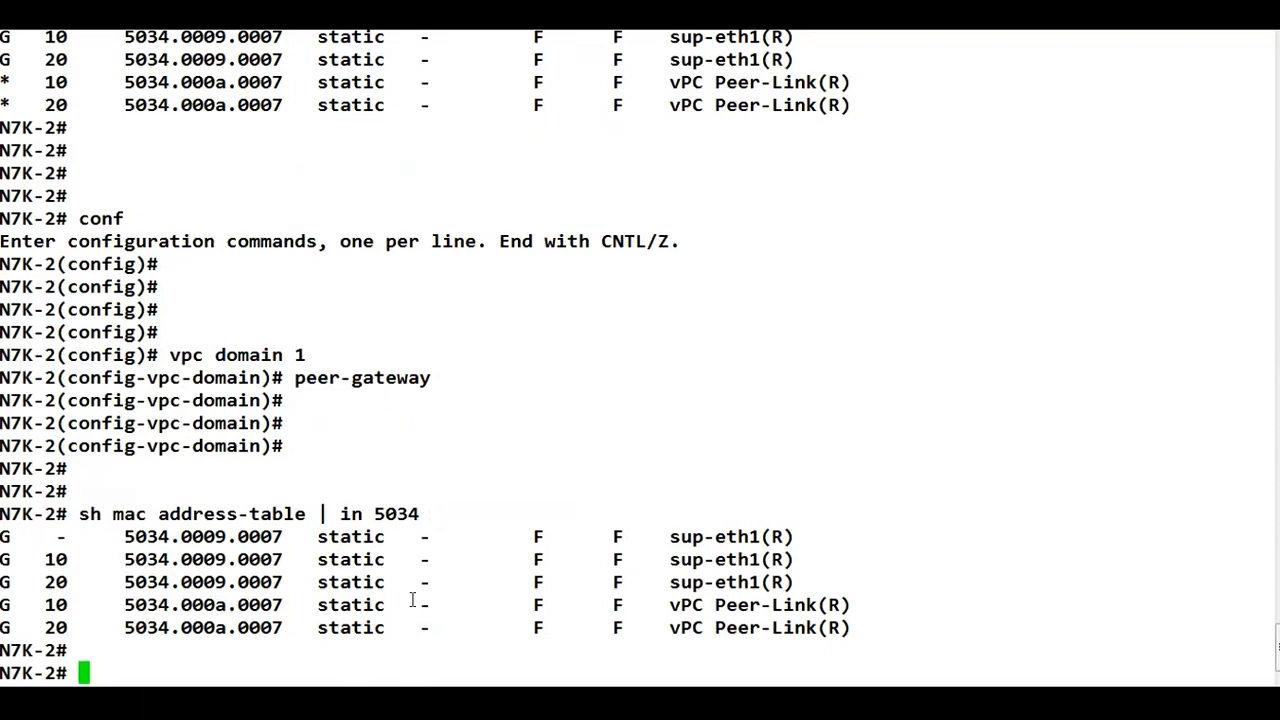 G   10     5034.0009.0007   static   -         F      F    sup-eth1(R)
G   20     5034.0009.0007   static   -         F      F    sup-eth1(R)
*   10     5034.000a.0007   static   -         F      F    vPC Peer-Link(R)
*   20     5034.000a.0007   static   -         F      F    vPC Peer-Link(R)
N7K-2#
N7K-2#
N7K-2#
N7K-2#
N7K-2# conf
Enter configuration commands, one per line. End with CNTL/Z.
N7K-2(config)#
N7K-2(config)#
N7K-2(config)#
N7K-2(config)#
N7K-2(config)# vpc domain 1
N7K-2(config-vpc-domain)# peer-gateway
N7K-2(config-vpc-domain)#
N7K-2(config-vpc-domain)#
N7K-2(config-vpc-domain)#
N7K-2#
N7K-2#
N7K-2# sh mac address-table | in 5034
G    -     5034.0009.0007   static   -         F      F    sup-eth1(R)
G   10     5034.0009.0007   static   -         F      F    sup-eth1(R)
G   20     5034.0009.0007   static   -         F      F    sup-eth1(R)
G   10     5034.000a.0007   static   -         F      F    vPC Peer-Link(R)
G   20     5034.000a.0007   static   -         F      F    vPC Peer-Link(R)
N7K-2#
N7K-2#